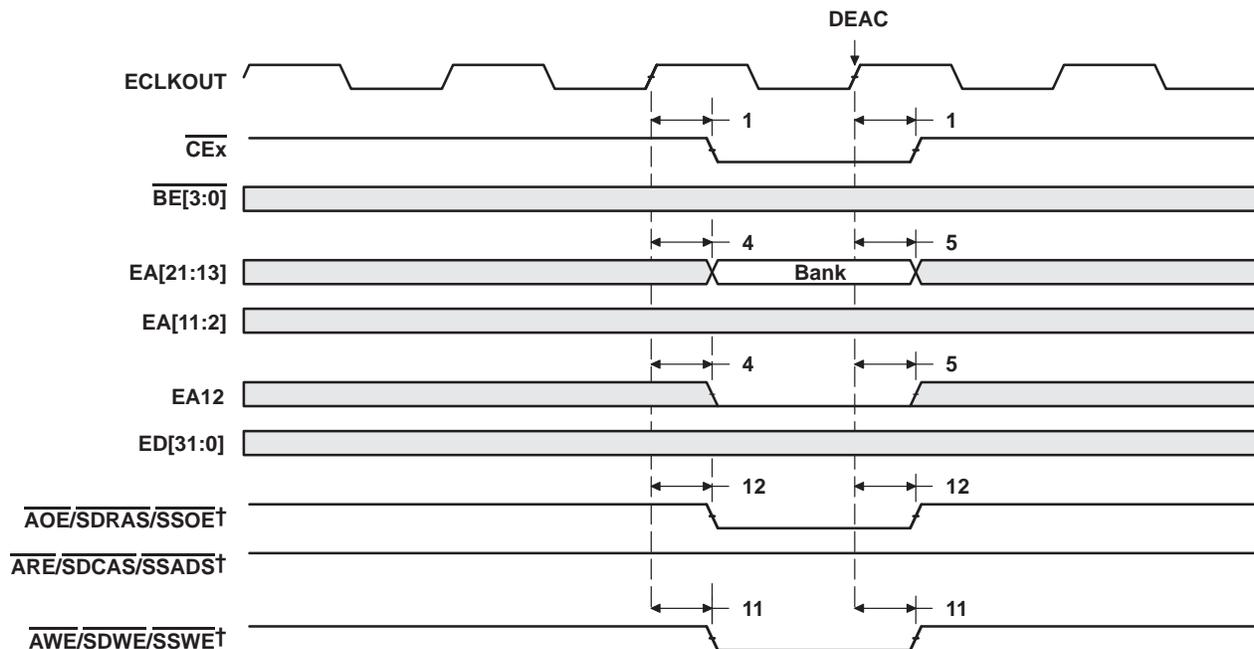 DEAC
ECLKOUT
1 1
CEx
BE[3:0]
4 5
EA[21:13] Bank
EA[11:2]
4 5
EA12
ED[31:0]
12 12
AOE/SDRAS/SSOE†
ARE/SDCAS/SSADS†
11 11
AWE/SDWE/SSWE†